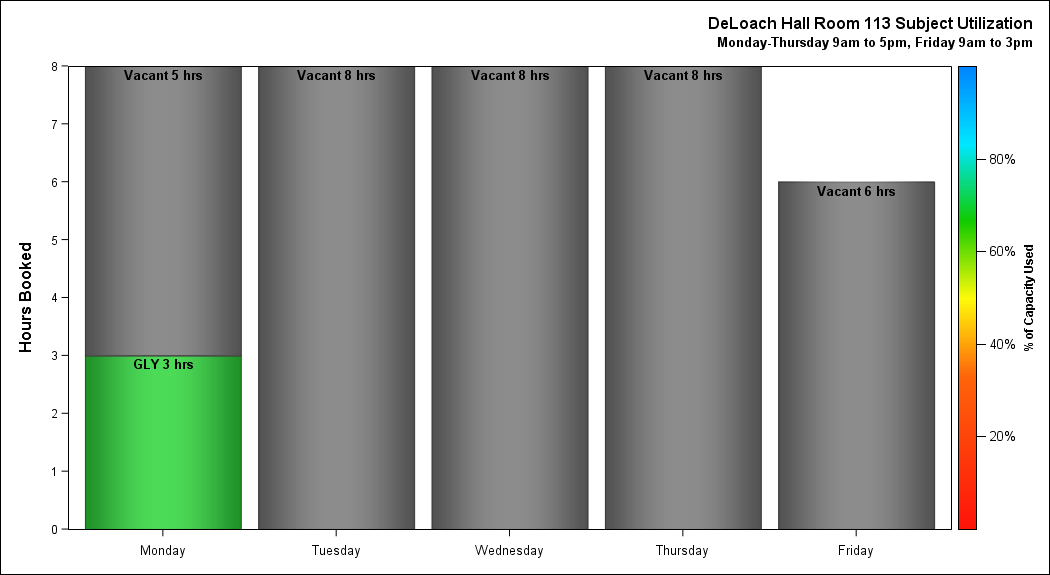 DeLoach Hall Room 113 Subject Utilization
Monday-Thursday 9am to 5pm, Friday 9am to 3pm
Hours Booked
8
7
6
5
4
3
2
1
0
Vacant 5 hrs
Vacant 8 hrs
Vacant 8 hrs
Vacant 8 hrs
Vacant 6 hrs
GLY 3 hrs
Monday
Tuesday
Wednesday
Thursday
Friday
80%
60%
40%
20%
% of Capacity Used